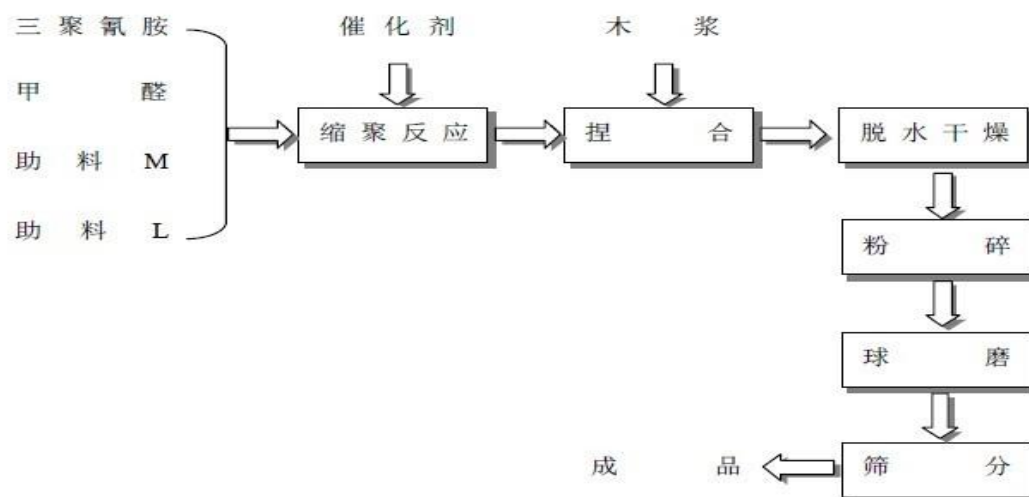 三聚氰胺 催化剂 木浆
甲醛
缩聚反应 捏合 脱水干燥
助料 M
助料 L
粉碎
球磨
成品 筛分